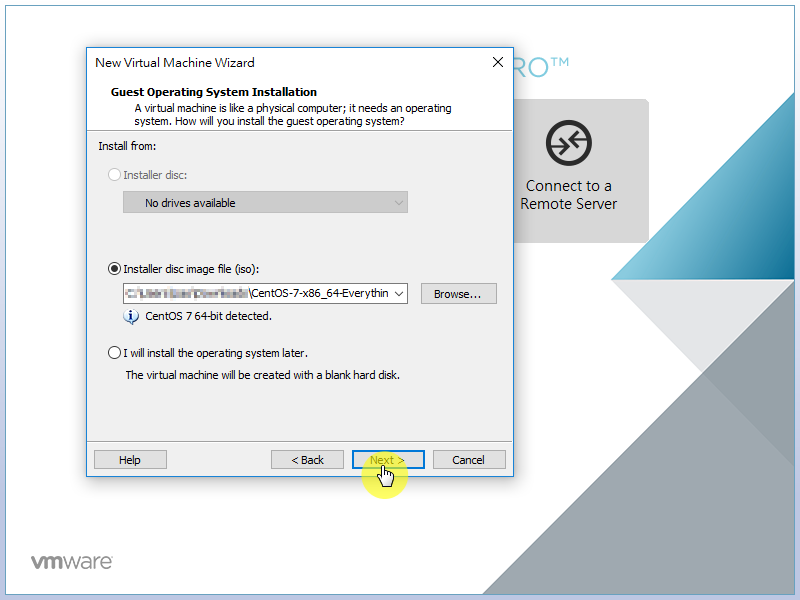 New Virtual Machine Wizard
RO™
Guest Operating System Installation
A virtual machine is like a physical computer; it needs an operating
system. How will you install the guest operating system?
Install from:
Installer disc:
No drives available
Installer disc image file (iso):
\CentOS-7-x86_64-Everythin
Browse...
CentOS 7 64-bit detected.
I will install the operating system later.
The virtual machine will be created with a blank hard disk.
Help
< Back
Next >
Cancel
Connect to a
Remote Server
vmware